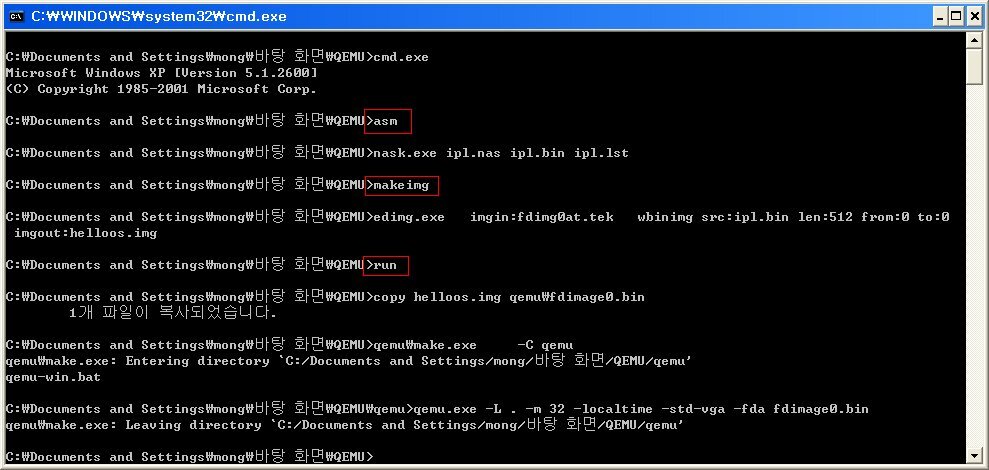 C:₩WINDOWS₩system32₩cmd.exe
C:₩Documents and Settings₩mong₩바탕 화면₩QEMU>cmd.exe
Microsoft Windows XP [Version 5.1.2600]
(C) Copyright 1985-2001 Microsoft Corp.
C:₩Documents and Settings₩mong₩바탕 화면₩QEMU>asm
C:₩Documents and Settings₩mong₩바탕 화면₩QEMU>nask.exe ipl.nas ipl.bin ipl.lst
C:₩Documents and Settings₩mong₩바탕 화면₩QEMU>makeimg
C:₩Documents and Settings₩mong₩바탕 화면₩QEMU>edimg.exe   imgin:fdimg0at.tek   wbinimg src:ipl.bin len:512 from:0 to:0
imgout:helloos.img
C:₩Documents and Settings₩mong₩바탕 화면₩QEMU>run
C:₩Documents and Settings₩mong₩바탕 화면₩QEMU>copy helloos.img qemu₩fdimage0.bin
1개 파일이 복사되었습니다.
C:₩Documents and Settings₩mong₩바탕 화면₩QEMU>qemu₩make.exe     -C qemu
qemu₩make.exe: Entering directory `C:/Documents and Settings/mong/바탕 화면/QEMU/qemu'
qemu-win.bat
C:₩Documents and Settings₩mong₩바탕 화면₩QEMU₩qemu>qemu.exe -L . -m 32 -localtime -std-vga -fda fdimage0.bin
qemu₩make.exe: Leaving directory `C:/Documents and Settings/mong/바탕 화면/QEMU/qemu'
C:₩Documents and Settings₩mong₩바탕 화면₩QEMU>